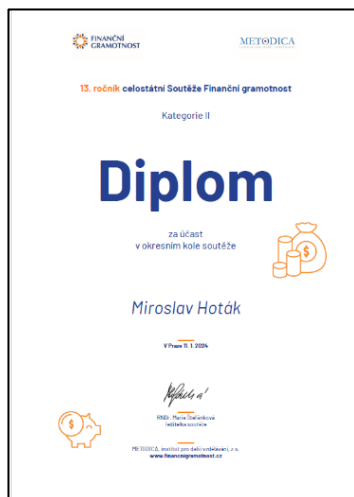 FINANČNÍ
GRAMOTNOST
METODICA
13. ročník celostátní Soutěže Finanční gramotnost
Kategorie II
Diplom
za účast
v okresním kole soutěže
Miroslav Hoták
V Praze 11. 1. 2024
RNDr. Marie Štefánková
ředitelka soutěže
METODICA, institut pro další vzdělávání, z.s.
www.financnigramotnost.cz